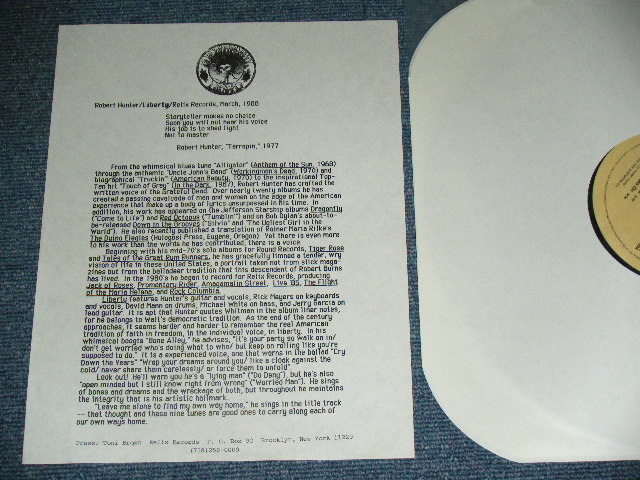 Robert Hunter/Liberty/Relix Records, March, 1988
Storyteller makes no choice
Soon you will not hear his voice
His job is to shed light
Not to master
Robert Hunter, "Terrapin," 1977
From the whimsical blues tune "Alligator" (Anthem of the Sun, 1968)
through the anthemic "Uncle John's Band" (Workingman's Dead, 1970) and
biographical "Truckin'" (American Beauty, 1970) to the inspirational Top-
Ten hit "Touch of Grey" (In the Dark, 1987), Robert Hunter has crafted the
written voice of the Grateful Dead. Over nearly twenty albums he has
created a passing cavalcade of men and women on the edge of the American
experience that make up a body of lyrics unsurpassed in his time. In
addition, his work has appeared on the Jefferson Starship albums Dragonfly
("Come to Life") and Red Octopus ("Tumblin'") and on Bob Dylan's about-to-
be-released Down in the Grooves ("Silvio" and "The Ugliest Girl in the
World"). He also recently published a translation of Rainer Maria Rilke's
The Duino Elegies (Hulogosi Press, Eugene, Oregon). Yet there is even more
to his work than the words he has contributed, there is a voice.
Beginning with his mid-70's solo albums for Round Records, Tiger Rose
and Tales of the Great Rum Runners, he has gracefully limned a tender, wry
vision of life in these United States, a portrait taken not from slick maga-
zines but from the balladeer tradition that this descendent of Robert Burns
has lived. In the 1980's he began to record for Relix Records, producing
Jack of Roses, Promontory Rider, Amagamalin Street, Live '85, The Flight
of the Marie Helena, and Rock Columbia.
Liberty features Hunter's guitar and vocals, Rick Meyers on keyboards
and vocals, David Mann on drums, Michael White on bass, and Jerry Garcia on
lead guitar. It is apt that Hunter quotes Whitman in the album liner notes,
for he belongs to Walt's democratic tradition. As the end of the century
approaches, it seems harder and harder to remember the real American
tradition of faith in freedom, in the individual voice, in liberty. In his
whimsical boogie "Bone Alley," he advises, "it's your party so walk on in/
don't get worried who's doing what to who/ but keep on rolling like you're
supposed to do." It is a experienced voice, one that warns in the ballad "Cry
Down the Years" "Wrap your dreams around you/ like a cloak against the
cold/ never share them carelessly/ or force them to unfold".
Look out! He'll warn you he's a "lying man" ("Do Deny"), but he's also
"open minded but I still know right from wrong" ("Worried Man"). He sings
of bones and dreams and the wreckage of both, but throughout he maintains
the integrity that is his artistic hallmark.
"Leave me alone to find my own way home," he sings in the title track
-- that thought and these nine tunes are good ones to carry along each of
our own ways home.
Press: Toni Brown Relix Records P. O. Box 92 Brooklyn, New York 11229
(718)258-0009